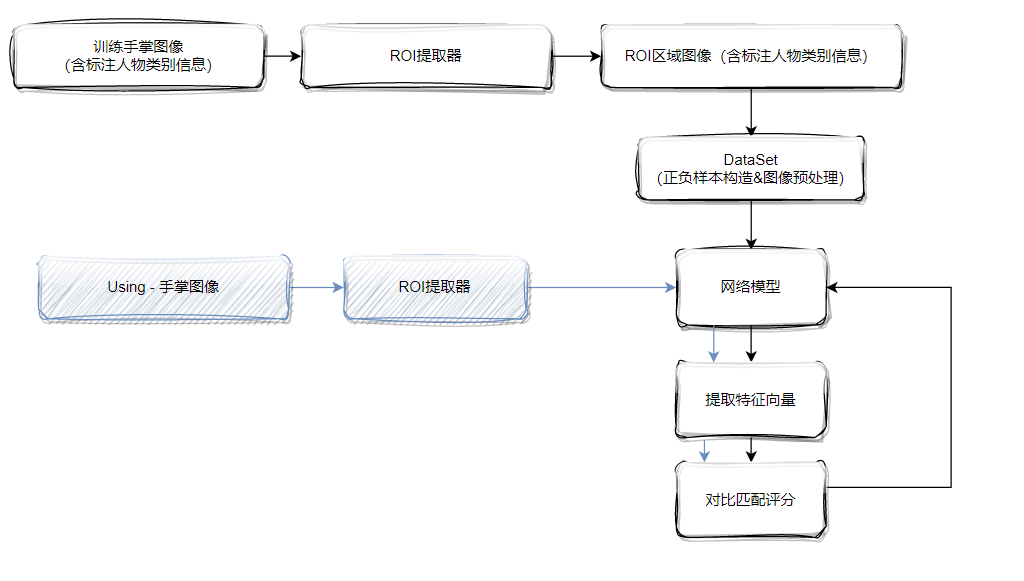 训练手掌图像
(含标注人物类别信息)
ROI提取器
ROI区域图像（含标注人物类别信息）
DataSet
(正负样本构造&图像预处理)
Using - 手掌图像
ROI提取器
网络模型
提取特征向量
对比匹配评分